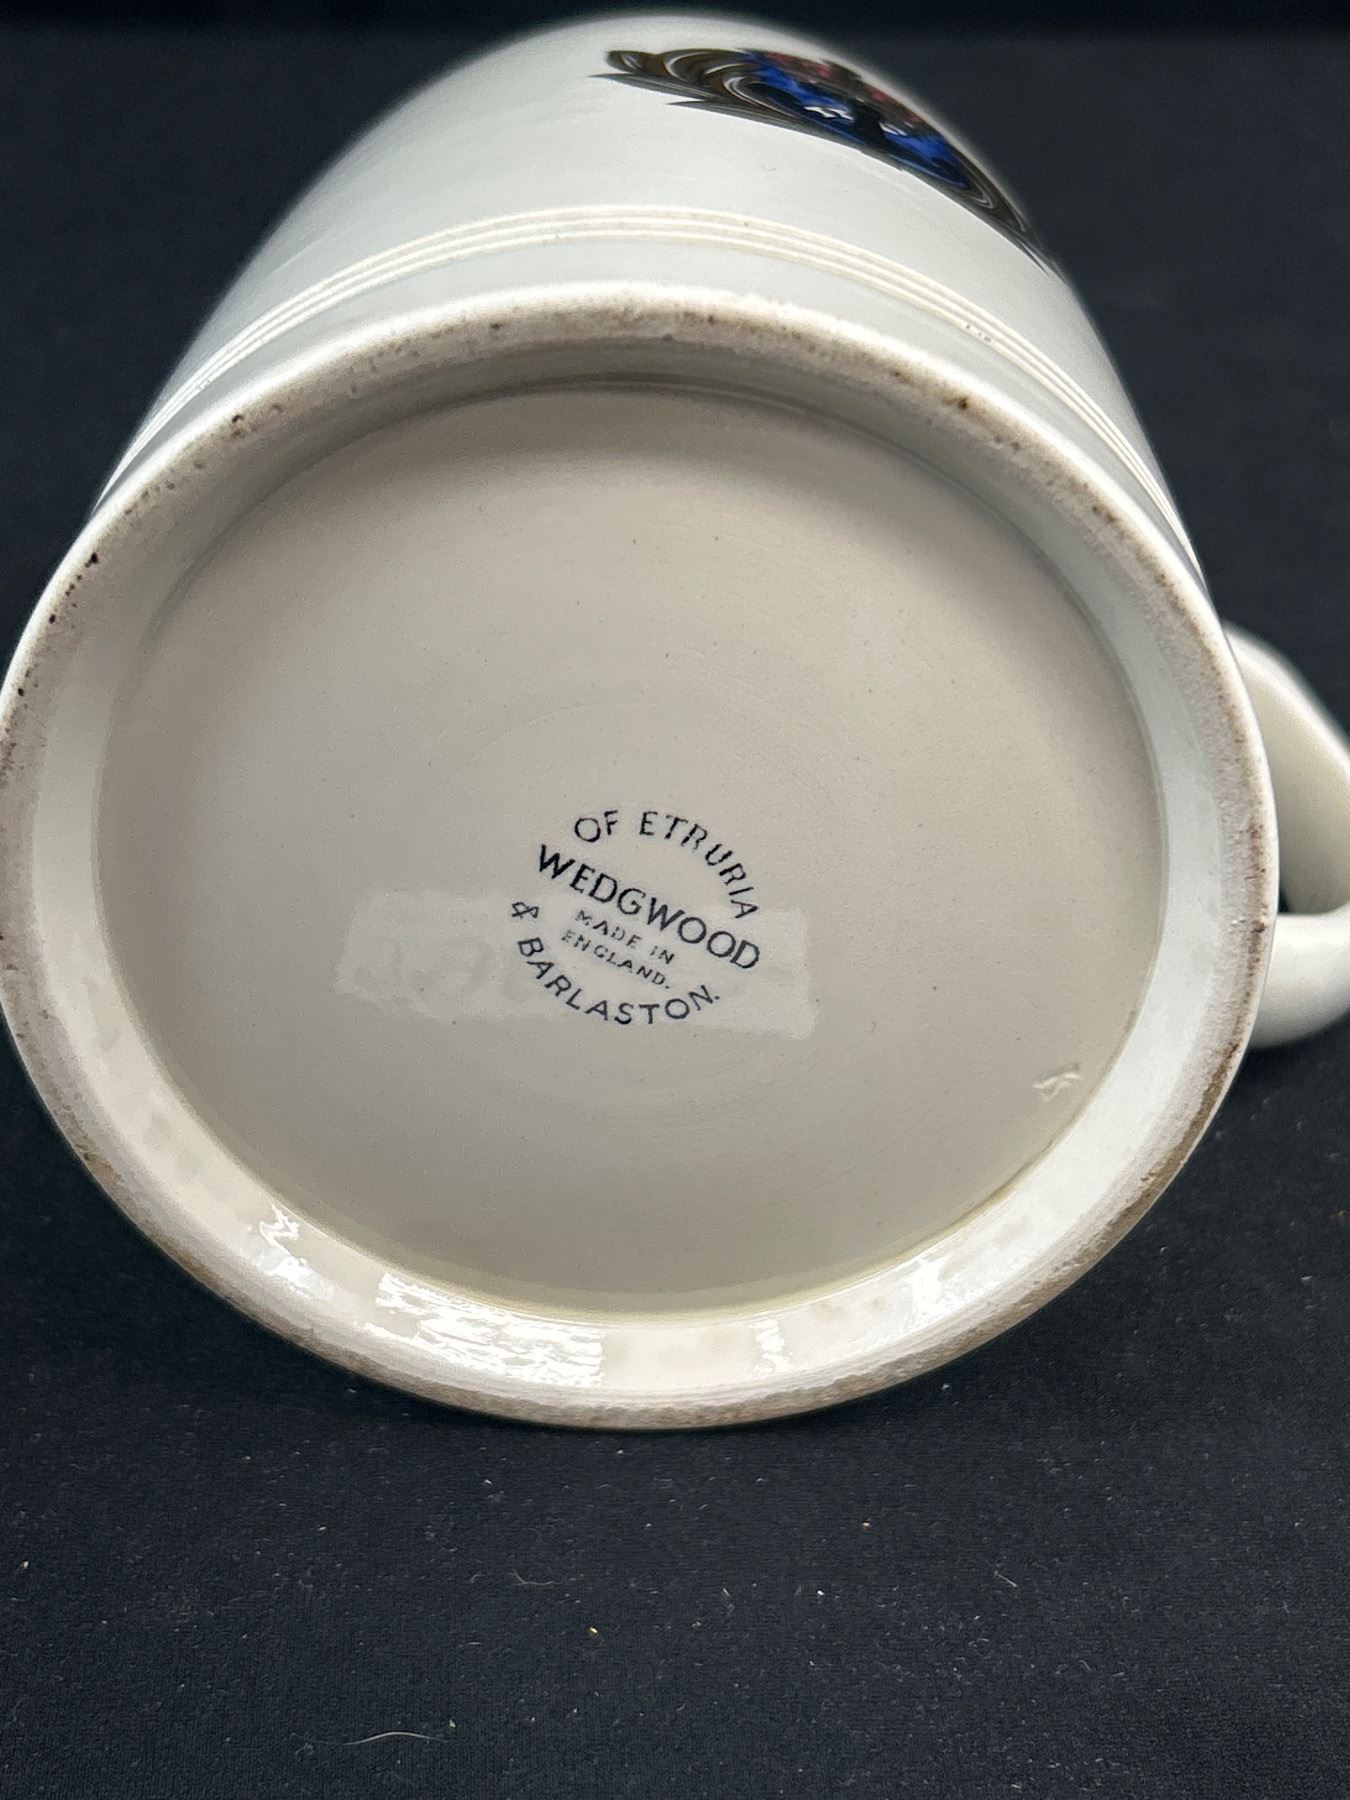 OF ETRURIA
WEDGWOOD
MADE IN
ENGLAND.
& BARLASTON.